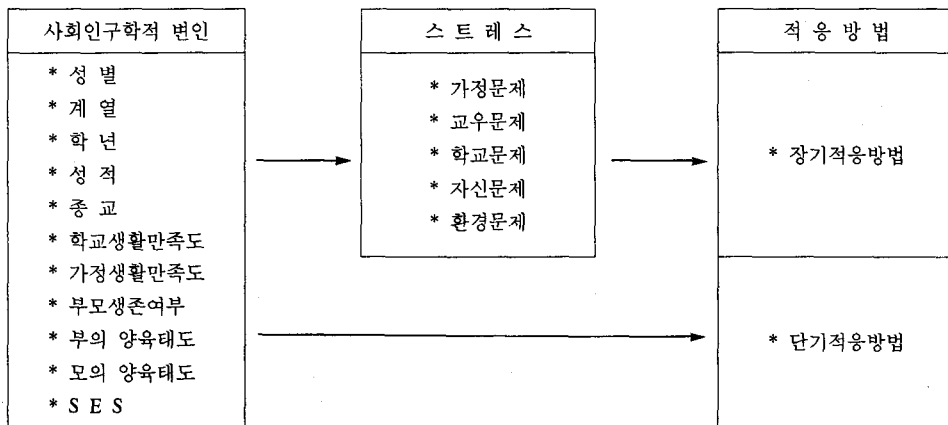 사회인구학적 변인
* 성 별
* 계 열
* 학 년
* 성 적
* 종 교
* 학교생활만족도
* 가정생활만족도
* 부모생존여부
* 부의 양육태도
* 모의 양육태도
* S E S
스 트 레 스
* 가정문제
* 교우문제
* 학교문제
* 자신문제
* 환경문제
적 응 방 법
* 장기적응방법
* 단기적응방법